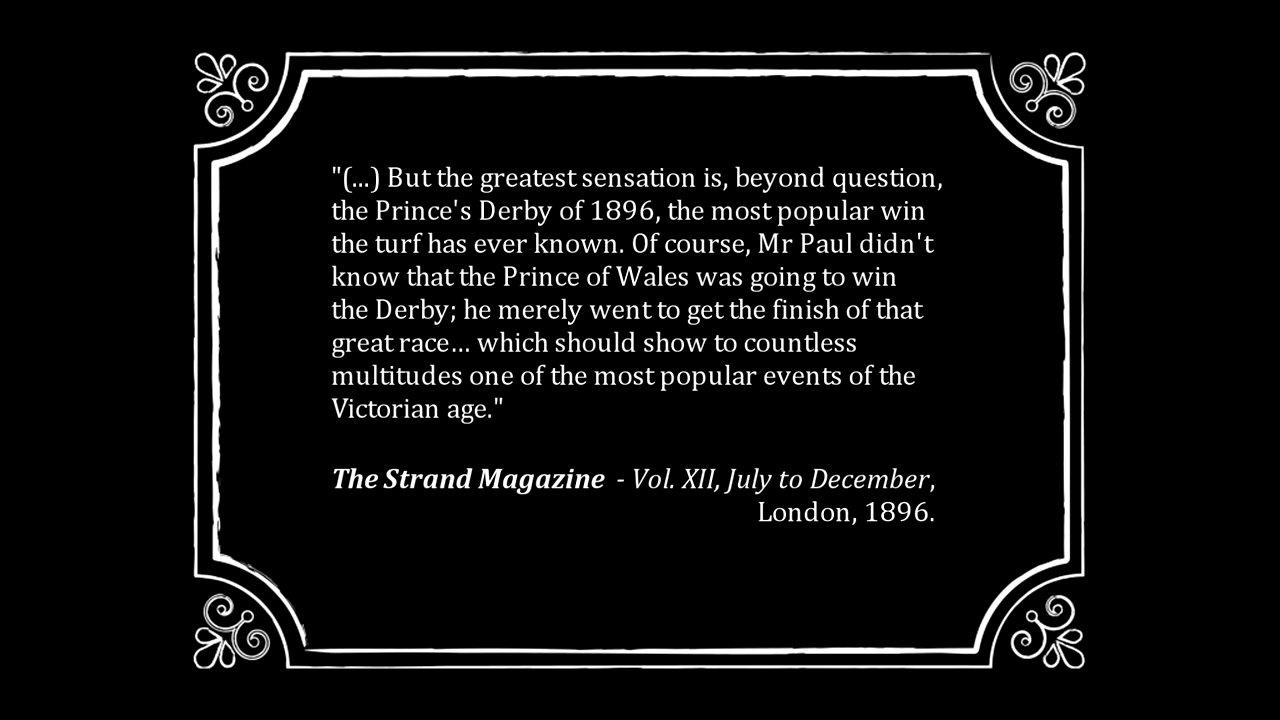 "(...) But the greatest sensation is, beyond question,
the Prince's Derby of 1896, the most popular win
the turf has ever known. Of course, Mr Paul didn't
know that the Prince of Wales was going to win
the Derby; he merely went to get the finish of that
great race... which should show to countless
multitudes one of the most popular events of the
Victorian age."
The Strand Magazine - Vol. XII, July to December,
London, 1896.